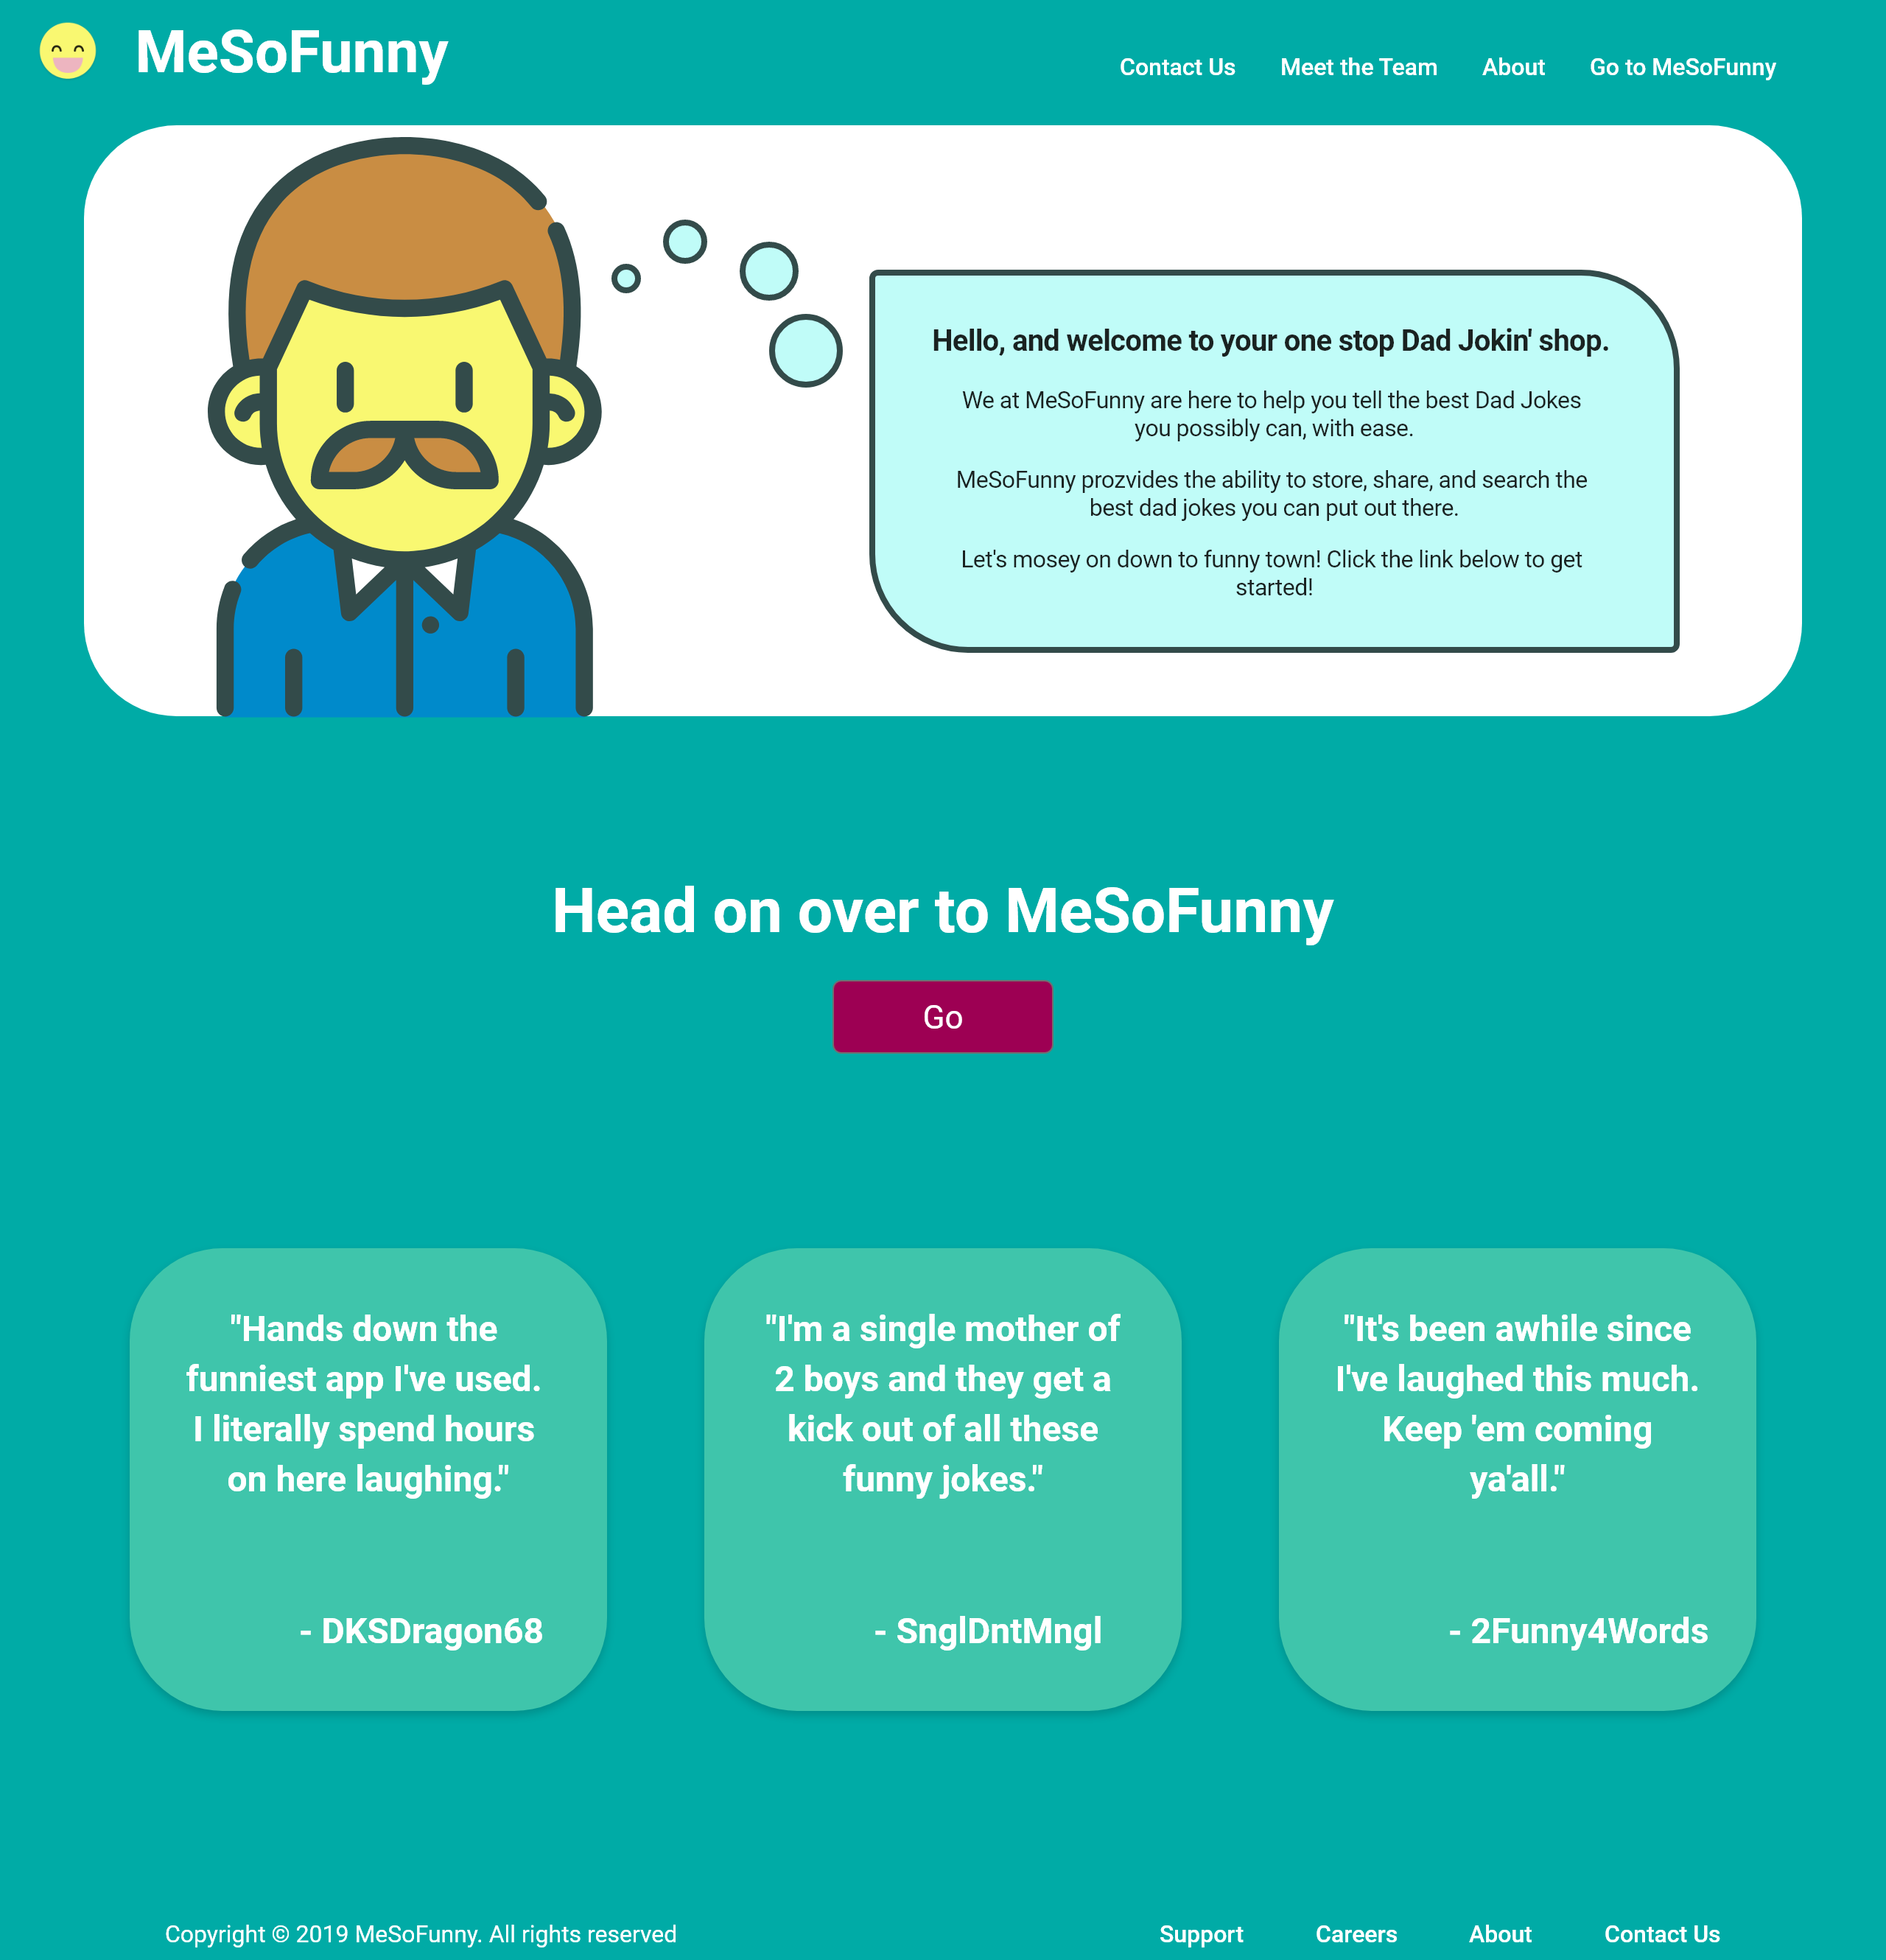 MeSoFunny
Contact Us Meet the Team About Go to MeSoFunny
Hello, and welcome to your one stop Dad Jokin' shop.
We at MeSoFunny are here to help you tell the best Dad Jokes
you possibly can, with ease.
MeSoFunny prozvides the ability to store, share, and search the
best dad jokes you can put out there.
Let's mosey on down to funny town! Click the link below to get
started!
Head on over to MeSoFunny
Go
"Hands down the
funniest app I've used.
I literally spend hours
on here laughing."
- DKSDragon68
"I'm a single mother of
2 boys and they get a
kick out of all these
funny jokes."
- SnglDntMngl
"It's been awhile since
I've laughed this much.
Keep 'em coming
ya'all."
- 2Funny4Words
Copyright © 2019 MeSoFunny. All rights reserved
Support Careers About Contact Us